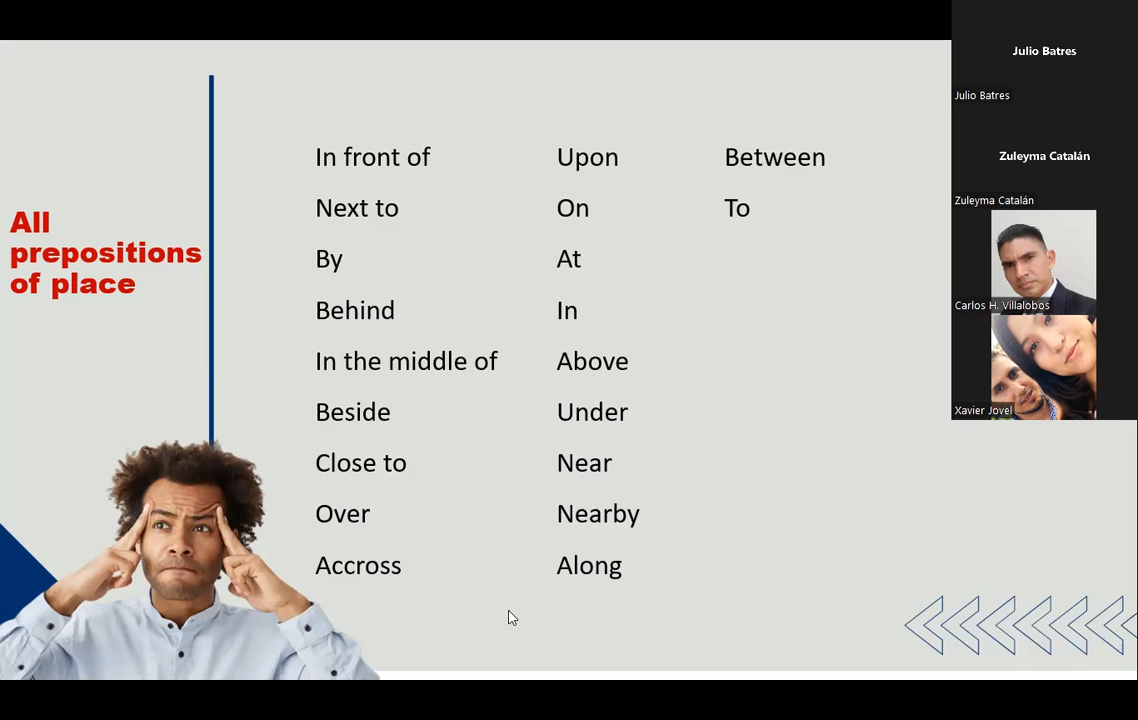 All
prepositions
of place
In front of
Next to
By
Behind
In the middle of
Beside
Close to
Over
Accross
Upon
On
At
In
Above
Under
Near
Nearby
Along
Between
To
Julio Batres
Julio Batres
Zuleyma Catalán
Zuleyma Catalán
Carlos H. Villalobos
Xavier Jovel